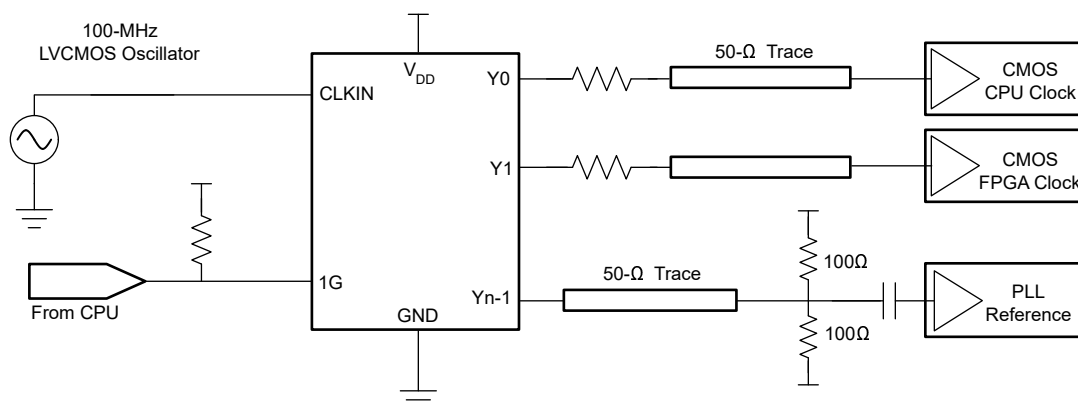 100-MHz
LVCMOS Oscillator
CLKIN
1G
From CPU
VDD
GND
Y0
Y1
Yn-1
50-Ω Trace
50-Ω Trace
100Ω
100Ω
CMOS
CPU Clock
CMOS
FPGA Clock
PLL
Reference